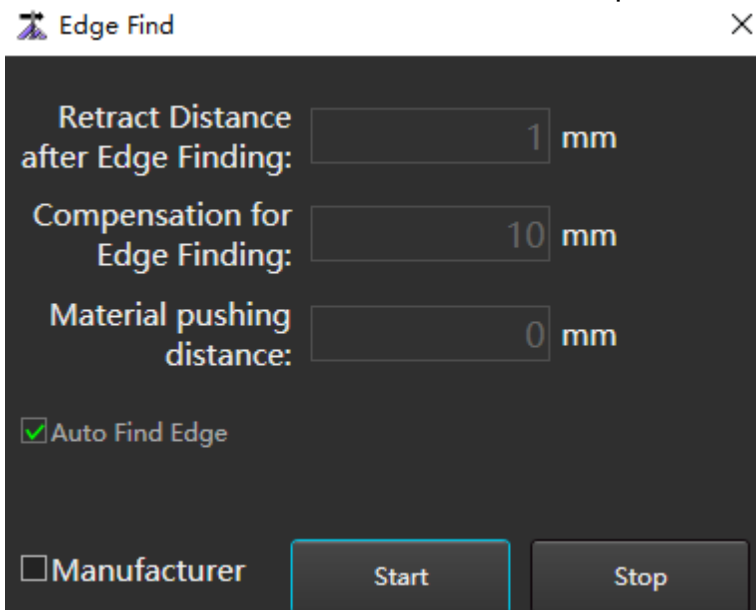 Edge Find
Retract Distance
after Edge Finding:
1 mm
Compensation for
Edge Finding:
10 mm
Material pushing
distance:
0 mm
Auto Find Edge
Manufacturer
Start
Stop